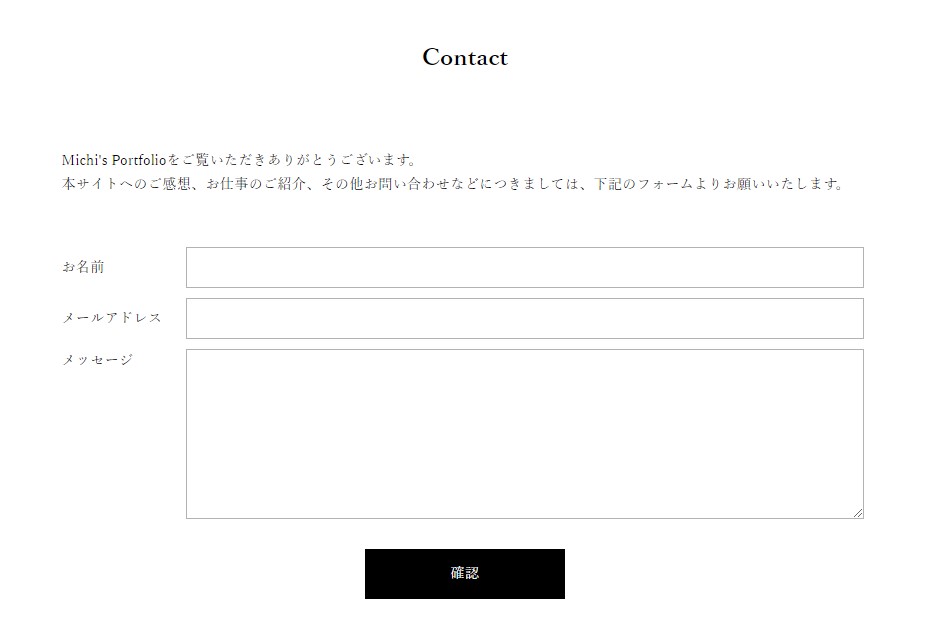 Contact
Michi's Portfolioをご覧いただきありがとうございます。
本サイトへのご感想、お仕事のご紹介、その他お問い合わせなどにつきましては、下記のフォームよりお願いいたします。
お名前
メールアドレス
メッセージ
確認